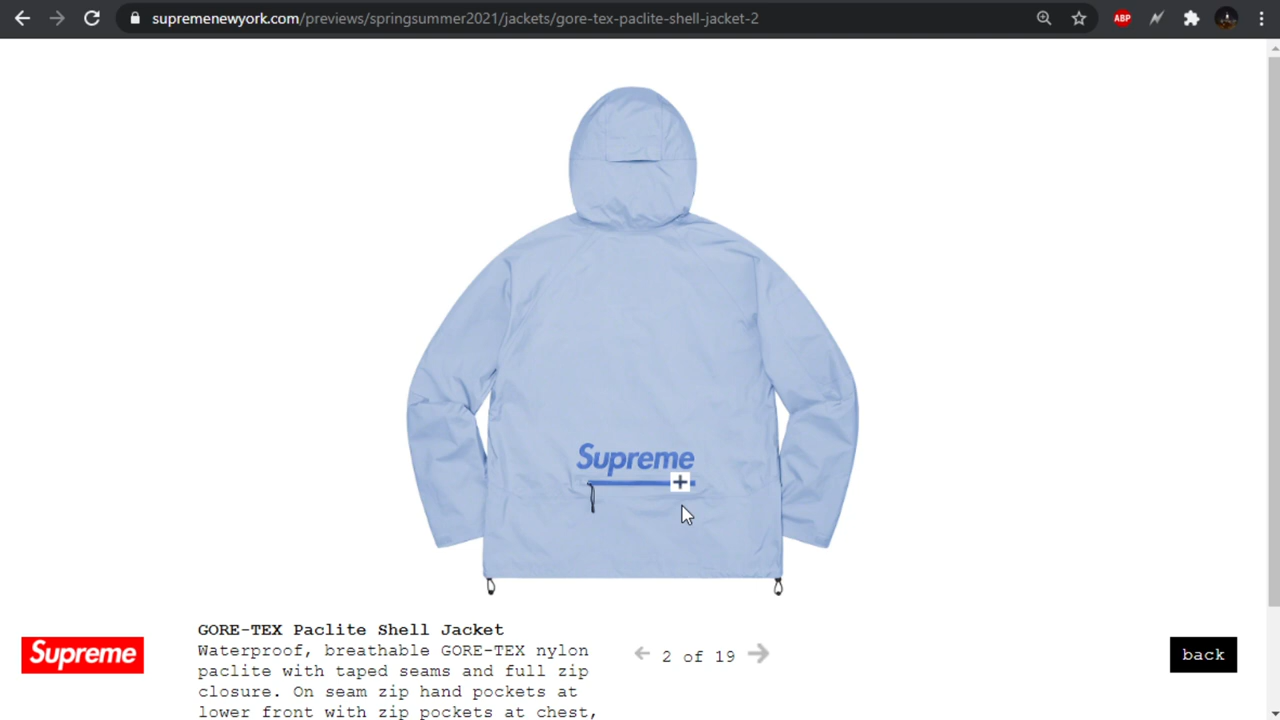 supremenewyork.com/previews/springsummer2021/jackets/gore-tex-paclite-shell-jacket-2
ABP
Supreme
GORE-TEX Paclite Shell Jacket
Waterproof, breathable GORE-TEX nylon
paclite with taped seams and full zip
closure. On seam zip hand pockets at
lower front with zip pockets at chest,
Supreme
2 of 19
back